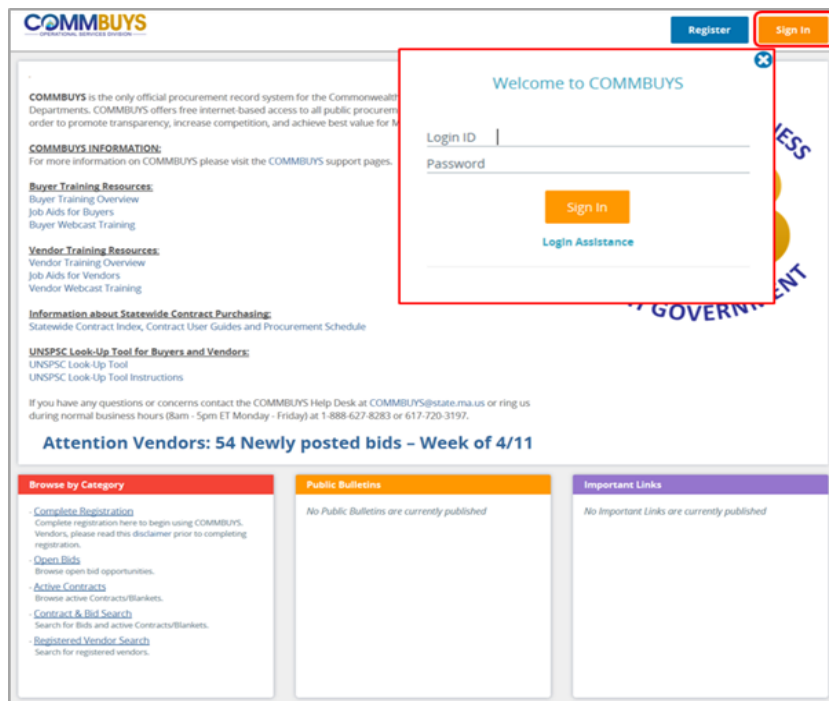 COMMBUYS
OPERATIONAL SERVICES DIVISION
Register
Sign In
Welcome to COMMBUYS
Login ID
Password
Sign In
Login Assistance
COMMBUYS is the only official procurement record system for the Commonwealth
Departments. COMMBUYS offers free internet-based access to all public procurem
order to promote transparency, increase competition, and achieve best value for M
COMMBUYS INFORMATION:
For more information on COMMBUYS please visit the COMMBUYS support pages.
Buyer Training Resources:
Buyer Training Overview
Job Aids for Buyers
Buyer Webcast Training
Vendor Training Resources:
Vendor Training Overview
Job Aids for Vendors
Vendor Webcast Training
Information about Statewide Contract Purchasing:
Statewide Contract Index, Contract User Guides and Procurement Schedule
UNSPSC Look-Up Tool for Buyers and Vendors:
UNSPSC Look-Up Tool
UNSPSC Look-Up Tool Instructions
If you have any questions or concerns contact the COMMBUYS Help Desk at COMMBUYS@state.ma.us or ring us
during normal business hours (8am - 5pm ET Monday - Friday) at 1-888-627-8283 or 617-720-3197.
NESS
GOVERNMENT
Attention Vendors: 54 Newly posted bids – Week of 4/11
Browse by Category
- Complete Registration
Complete registration here to begin using COMMBUYS.
Vendors, please read this disclaimer prior to completing
registration.
- Open Bids
Browse open bid opportunities.
- Active Contracts
Browse active Contracts/Blankets.
- Contract & Bid Search
Search for Bids and active Contracts/Blankets.
- Registered Vendor Search
Search for registered vendors.
Public Bulletins
No Public Bulletins are currently published
Important Links
No Important Links are currently published